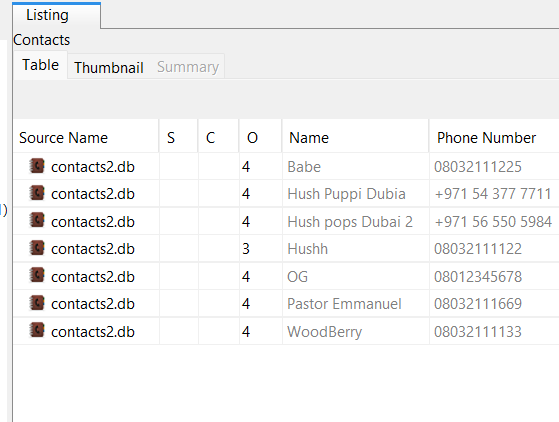 Listing
Contacts
Table Thumbnail Summary
Source Name S C O Name Phone Number
contacts2.db 4 Babe 08032111225
contacts2.db 4 Hush Puppi Dubia +971 54 377 7711
contacts2.db 4 Hush pops Dubai 2 +971 56 550 5984
contacts2.db 3 Hushh 08032111122
contacts2.db 4 OG 08012345678
contacts2.db 4 Pastor Emmanuel 08032111669
contacts2.db 4 WoodBerry 08032111133